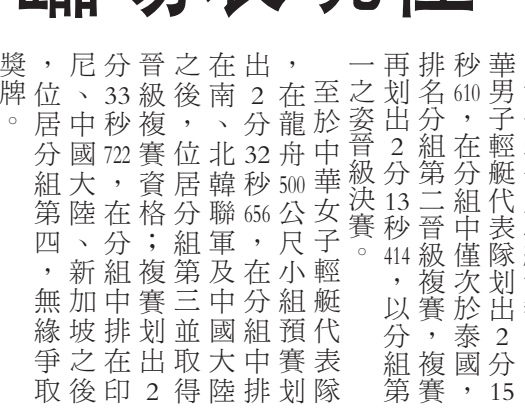 華男子輕艇代表隊划出2分15
秒610，在分組中僅次於泰國，
排名分組第二晉級複賽，複賽
再划出2分13秒414，以分組第
一之姿晉級決賽。
至於中華女子輕艇代表隊
，在龍舟500公尺小組預賽划
出2分32秒656，在分組中排
在南、北韓聯軍及中國大陸
之後，位居分組第三並取得
晉級複賽資格；複賽划出2
分33秒722，在分組中排在印
尼、中國大陸、新加坡之後
，位居分組第四，無緣爭取
獎牌。